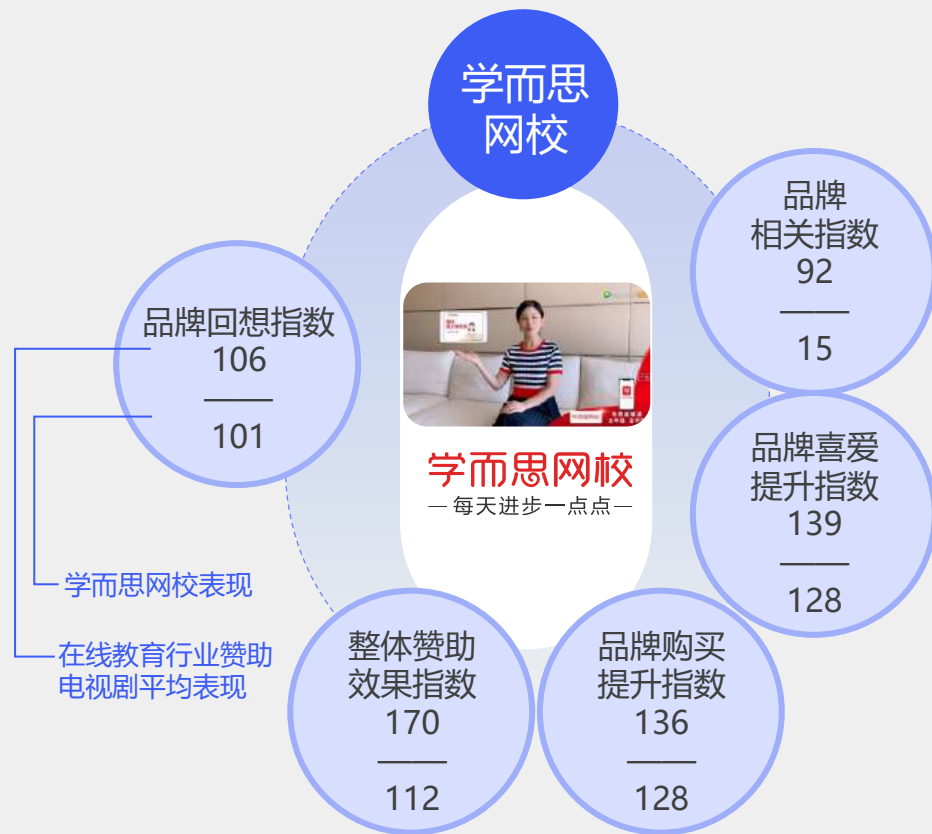 学而思
网校
品牌
相关指数
92
——
15
品牌回想指数
106
——
101
品牌喜爱
提升指数
139
——
128
学而思网校
—每天进步一点点—
学而思网校表现
在线教育行业赞助
电视剧平均表现
整体赞助
效果指数
170
——
112
品牌购买
提升指数
136
——
128